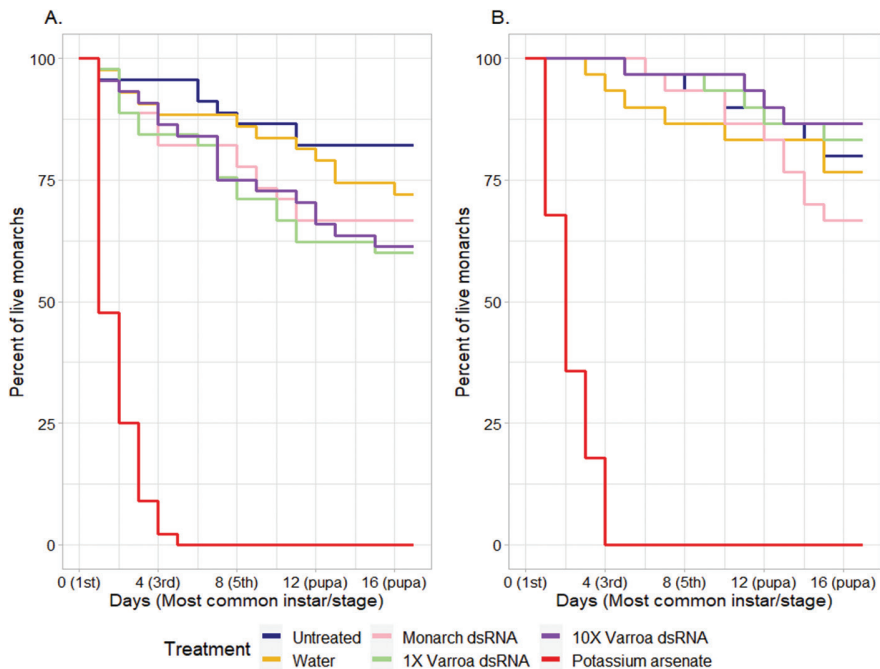 A.
B.
Percent of live monarchs
100
75
50
25
0
0 (1st) 4 (3rd) 8 (5th) 12 (pupa) 16 (pupa)
Days (Most common instar/stage)
Percent of live monarchs
100
75
50
25
0
0 (1st) 4 (3rd) 8 (5th) 12 (pupa) 16 (pupa)
Days (Most common instar/stage)
Treatment
Untreated
Water
Monarch dsRNA
1X Varroa dsRNA
10X Varroa dsRNA
Potassium arsenate